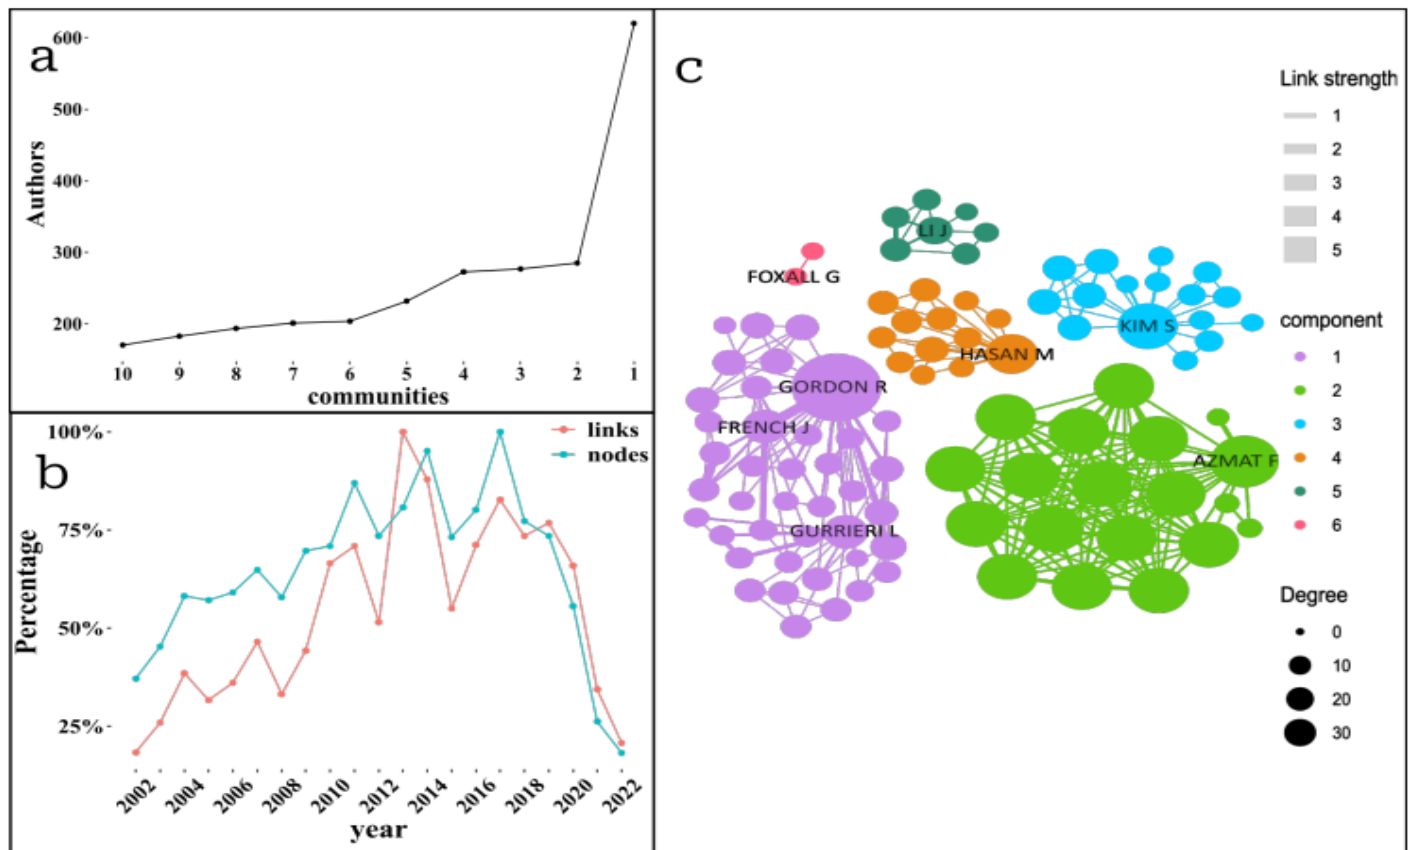 a
600
500
400
300
200
Authors
10 9 8 7 6 5 4 3 2 1
communities
b
links
nodes
100%
75%
50%
25%
Percentage
2002 2004 2006 2008 2010 2012 2014 2016 2018 2020 2022
year
c
LI J
FOXALL G
KIM S
HASAN M
GORDON R
FRENCH J
AZMAT F
GURRIERI L
Link strength
1
2
3
4
5
component
1
2
3
4
5
6
Degree
0
10
20
30